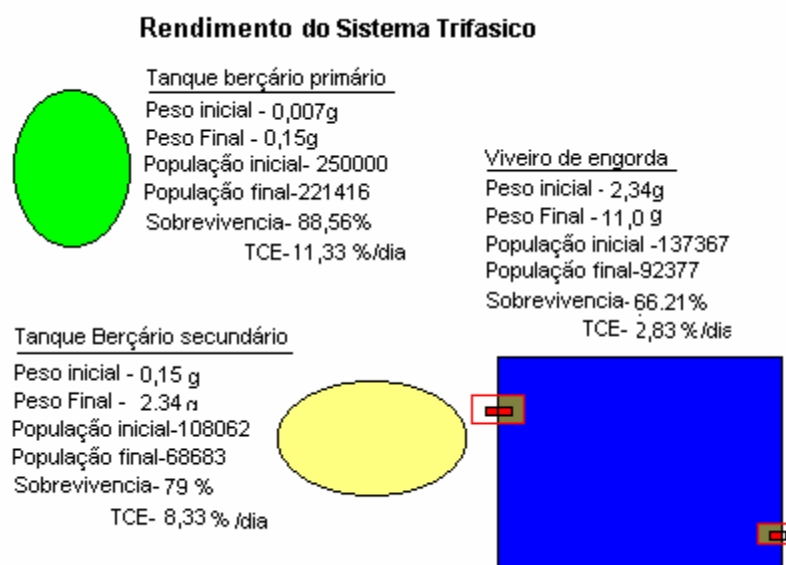 Rendimento do Sistema Trifasico
Tanque berçário primário
Peso inicial - 0,007g
Peso Final - 0,15g
População inicial- 250000
População final-221416
Sobrevivencia- 88,56%
TCE-11,33 %/dia
Viveiro de engorda
Peso inicial - 2,34g
Peso Final -11,0 g
População inicial -137367
População final-92377
Sobrevivencia- 66.21%
TCE- 2,83 %/dia
Tanque Berçário secundário
Peso inicial - 0,15 g
Peso Final - 2.34 g
População inicial-108062
População final-68683
Sobrevivencia- 79 %
TCE- 8,33 % /dia